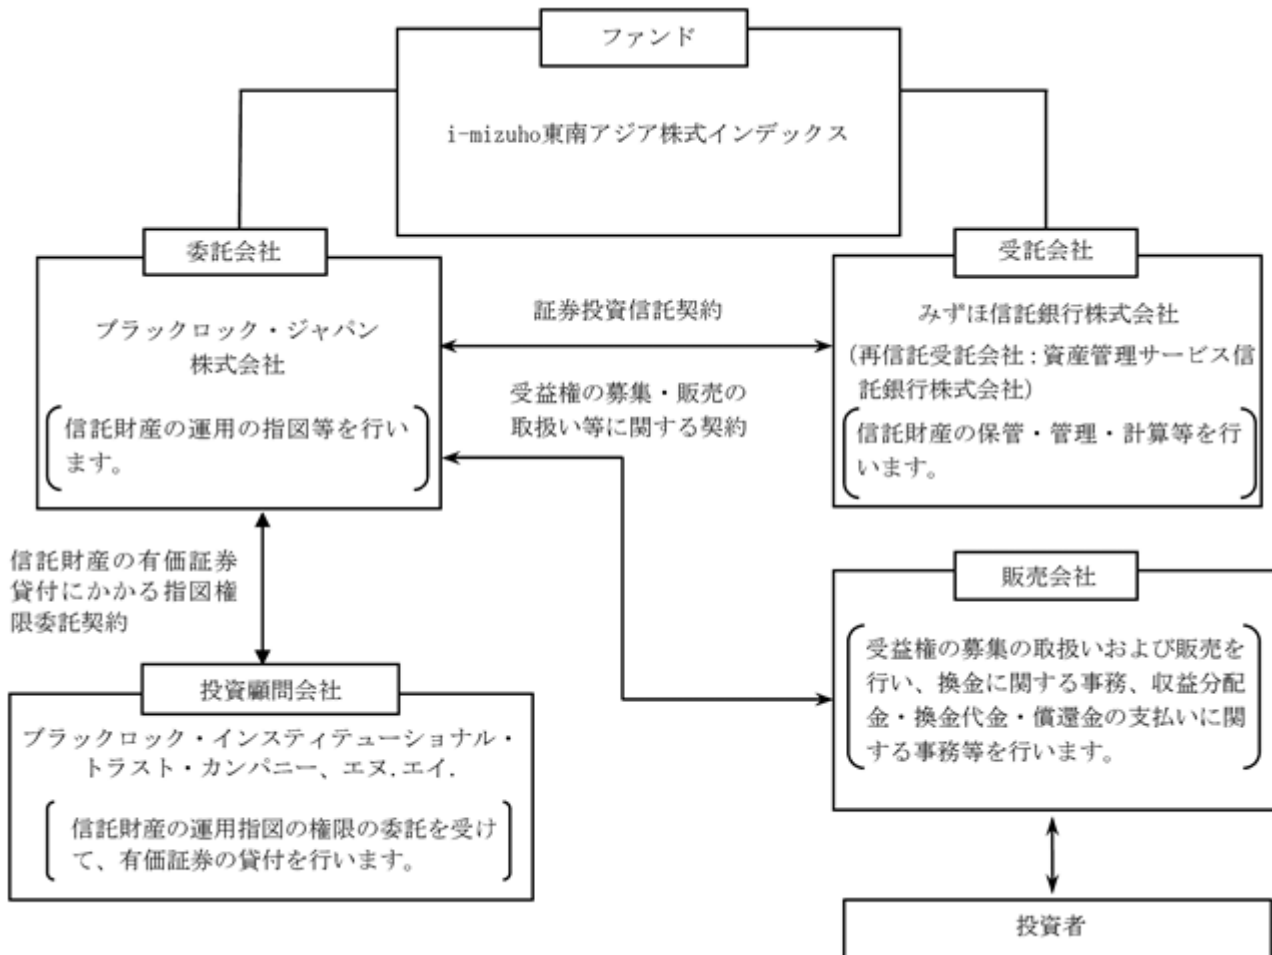 ファンド
i-mizuho東南アジア株式インデックス
委託会社
ブラックロック・ジャパン
株式会社
信託財産の運用の指図等を行い
ます。
証券投資信託契約
受益権の募集・販売の
取扱い等に関する契約
受託会社
みずほ信託銀行株式会社
(再信託受託会社:資産管理サービス信
託銀行株式会社)
信託財産の保管・管理・計算等を行
います。
信託財産の有価証券
貸付にかかる指図権
限委託契約
投資顧問会社
ブラックロック・インスティテューショナル・
トラスト・カンパニー、エヌ.エイ.
信託財産の運用指図の権限の委託を受け
て、有価証券の貸付を行います。
販売会社
受益権の募集の取扱いおよび販売を
行い、換金に関する事務、収益分配
金・換金代金・償還金の支払いに関
する事務等を行います。
投資者